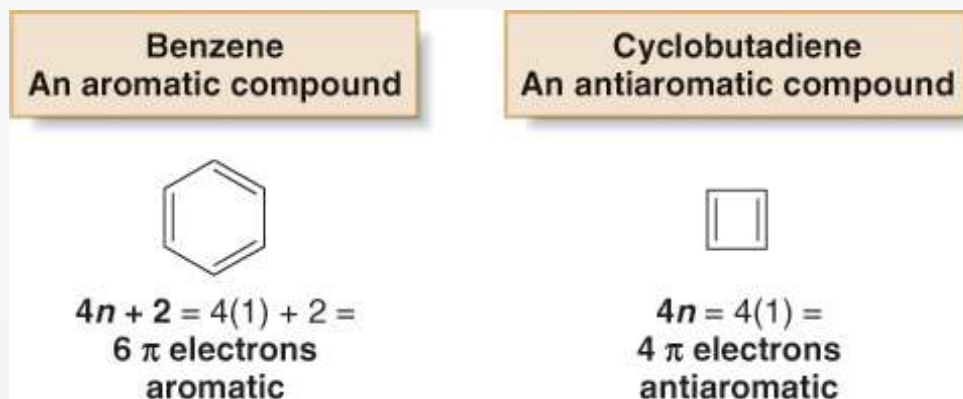 Benzene
An aromatic compound
Cyclobutadiene
An antiaromatic compound
4n + 2 = 4(1) + 2 =
6 π electrons
aromatic
4n = 4(1) =
4 π electrons
antiaromatic